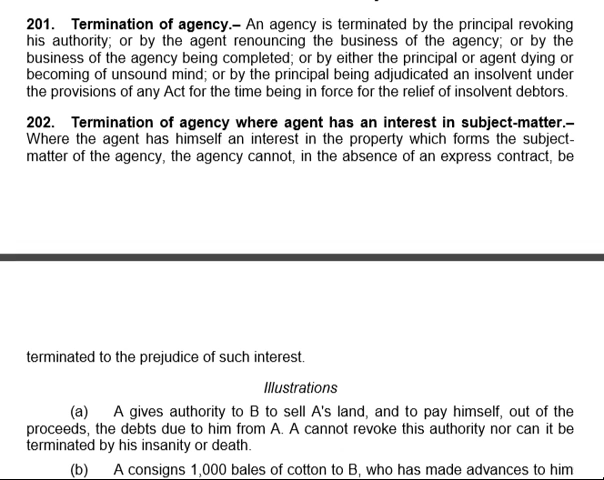 201. Termination of agency.– An agency is terminated by the principal revoking
his authority; or by the agent renouncing the business of the agency; or by the
business of the agency being completed; or by either the principal or agent dying or
becoming of unsound mind; or by the principal being adjudicated an insolvent under
the provisions of any Act for the time being in force for the relief of insolvent debtors.
202. Termination of agency where agent has an interest in subject-matter.–
Where the agent has himself an interest in the property which forms the subject-
matter of the agency, the agency cannot, in the absence of an express contract, be
terminated to the prejudice of such interest.
Illustrations
(a) A gives authority to B to sell A's land, and to pay himself, out of the
proceeds, the debts due to him from A. A cannot revoke this authority nor can it be
terminated by his insanity or death.
(b) A consigns 1,000 bales of cotton to B, who has made advances to him